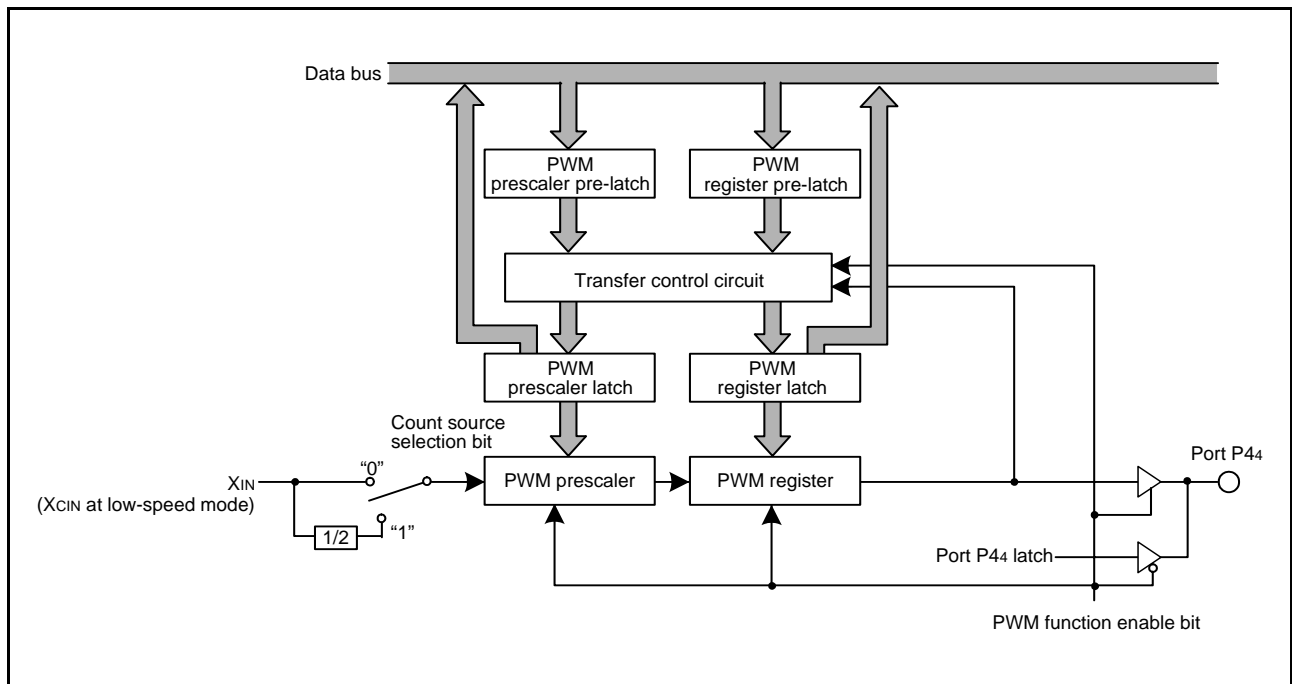 Data bus
PWM
prescaler pre-latch
PWM
register pre-latch
Transfer control circuit
PWM
prescaler latch
PWM
register latch
Count source
selection bit
Port P44
XIN
“0”
PWM prescaler
PWM register
(XCIN at low-speed mode)
1/2
“1”
Port P44 latch
PWM function enable bit